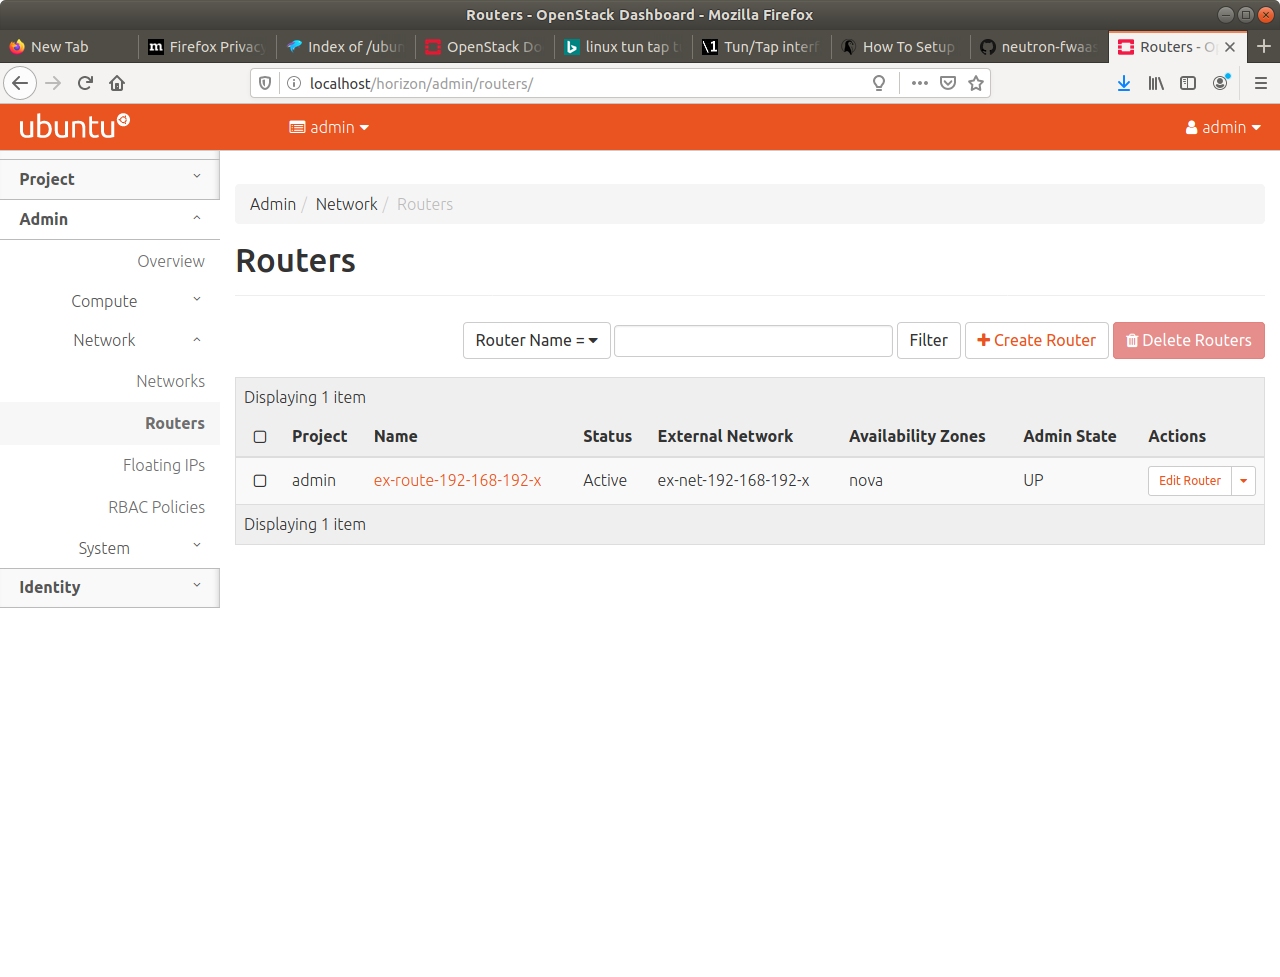 Routers - OpenStack Dashboard - Mozilla Firefox
New Tab
Firefox Privacy
Index of /ubun
OpenStack Do
linux tun tap t
Tun/Tap interf
How To Setup
neutron-fwaas
Routers - O
localhost/horizon/admin/routers/
ubuntu
admin
admin
Project
Admin
Overview
Compute
Network
Networks
Routers
Floating IPs
RBAC Policies
System
Identity
Admin / Network / Routers
Routers
Router Name =
Filter
Create Router
Delete Routers
Displaying 1 item
Project Name Status External Network Availability Zones Admin State Actions
admin ex-route-192-168-192-x Active ex-net-192-168-192-x nova UP Edit Router
Displaying 1 item